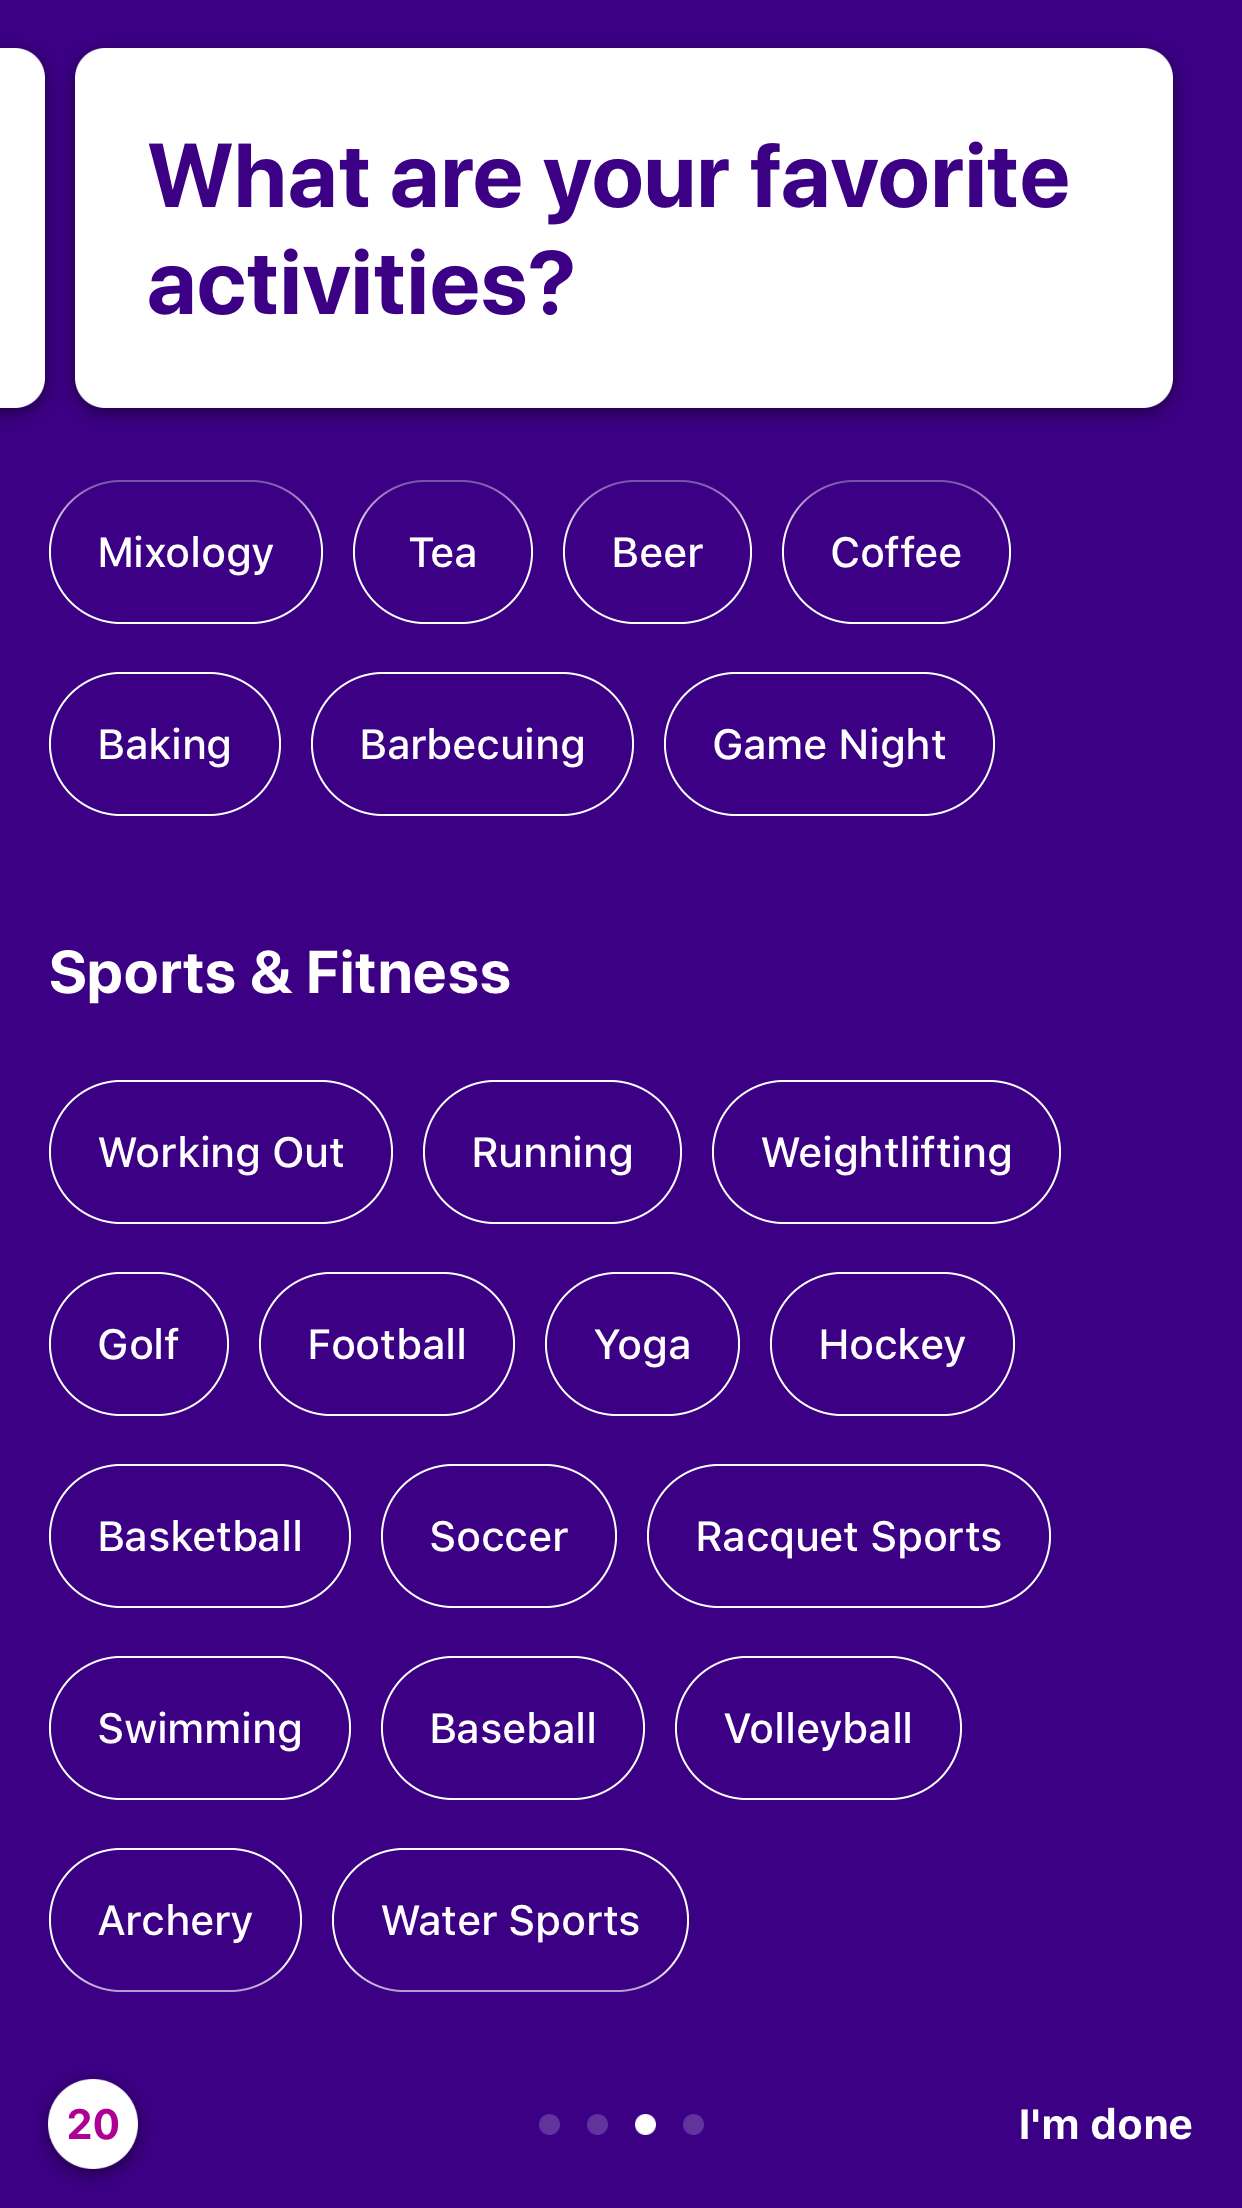 What are your favorite
activities?
Mixology Tea Beer Coffee
Baking Barbecuing Game Night
Sports & Fitness
Working Out Running Weightlifting
Golf Football Yoga Hockey
Basketball Soccer Racquet Sports
Swimming Baseball Volleyball
Archery Water Sports
20 I'm done